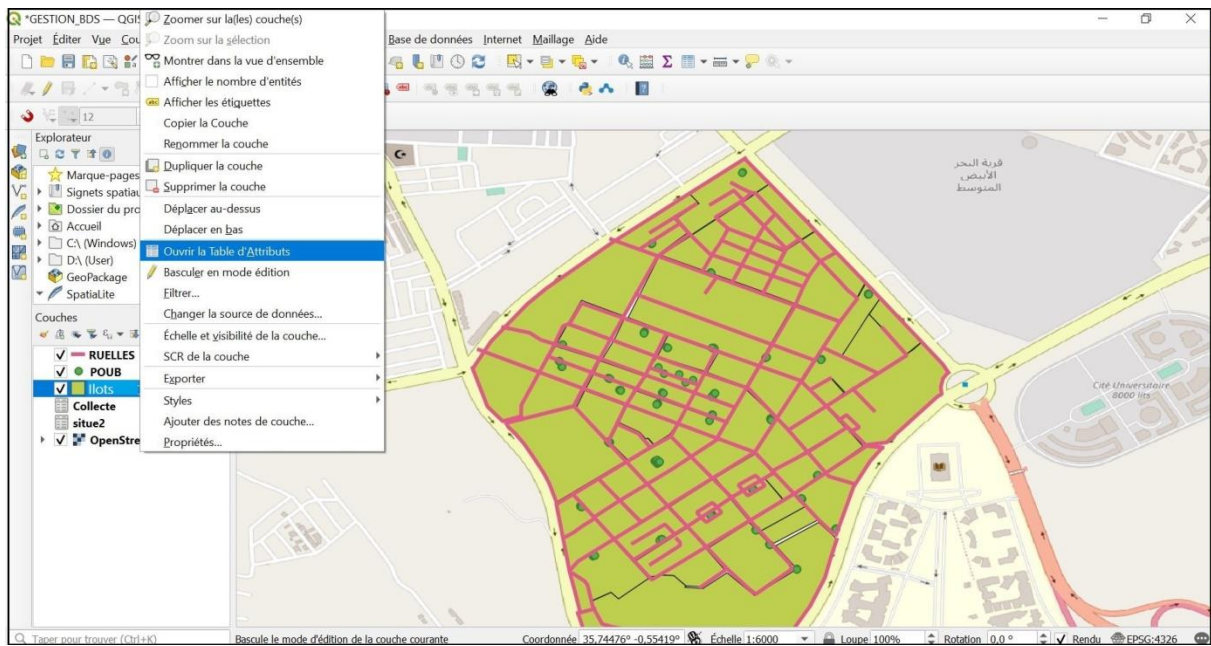 *GESTION_BDS — QGIS
Projet Éditer Vue Cou
Base de données Internet Maillage Aide
12
Explorateur
Marque-pages
Signets spatiau
Dossier du pro
Accueil
C:\ (Windows)
D:\ (User)
GeoPackage
SpatiaLite
Couches
RUELLES
POUB
Ilots
Collecte
situe2
OpenStre
Zoomer sur la(les) couche(s)
Zoom sur la sélection
Montrer dans la vue d'ensemble
Afficher le nombre d'entités
Afficher les étiquettes
Copier la Couche
Renommer la couche
Dupliquer la couche
Supprimer la couche
Déplacer au-dessus
Déplacer en bas
Ouvrir la Table d'Attributs
Basculer en mode édition
Filtrer...
Changer la source de données...
Échelle et visibilité de la couche...
SCR de la couche
Exporter
Styles
Ajouter des notes de couche...
Propriétés...
قرية البحر
الأبيض
المتوسط
Cité Universitaire
8000 lits
Taper pour trouver (Ctrl+K)
Bascule le mode d'édition de la couche courante
Coordonnée 35,74476° -0,55419° Échelle 1:6000 Loupe 100% Rotation 0,0 ° Rendu EPSG:4326